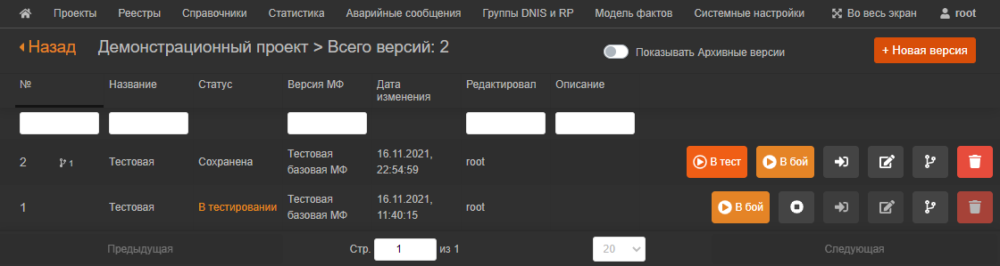 Проекты Реестры Справочники Статистика Аварийные сообщения Группы DNIS и RP Модель фактов Системные настройки Во весь экран root
Назад Демонстрационный проект > Всего версий: 2 Показывать Архивные версии + Новая версия
№ Название Статус Версия МФ Дата изменения Редактировал Описание
2 1 Тестовая Сохранена Тестовая базовая МФ 16.11.2021, 22:54:59 root В тест В бой
1 Тестовая В тестировании Тестовая базовая МФ 16.11.2021, 11:40:15 root В бой
Предыдущая Стр. 1 из 1 20 Следующая